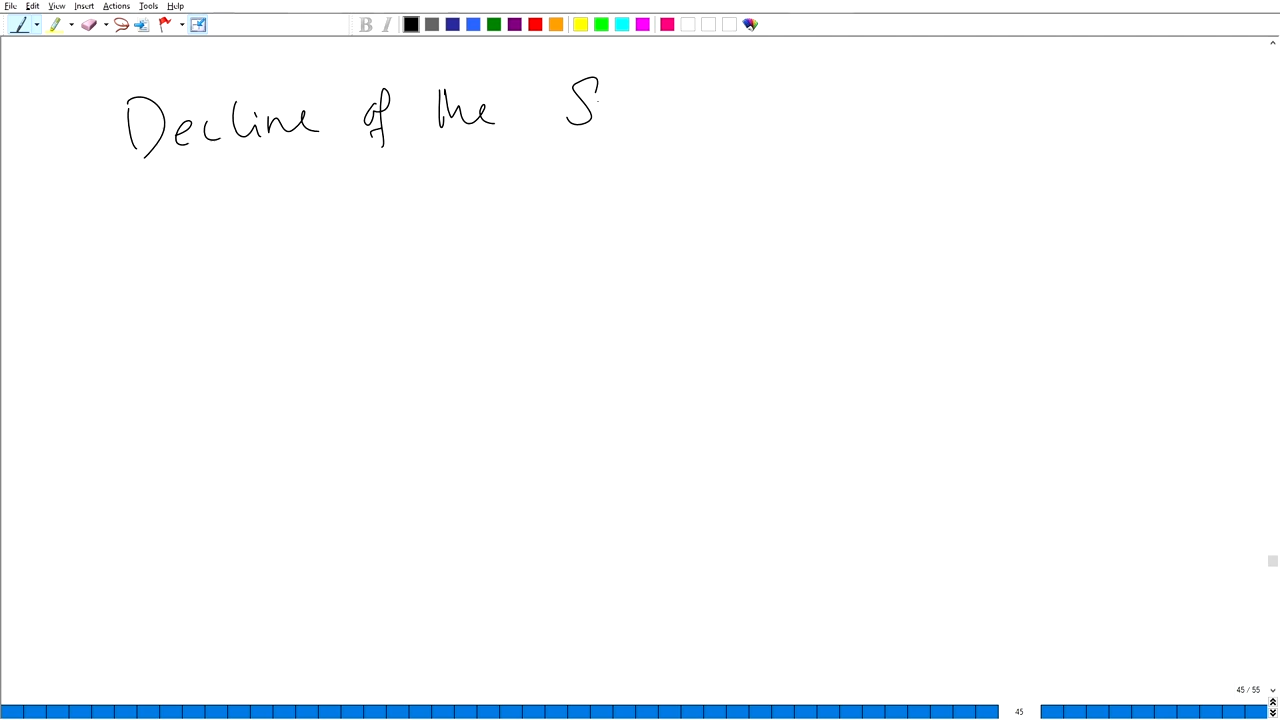 File Edit View Insert Actions Tools Help
B I
Decline of the S
45 / 55
45